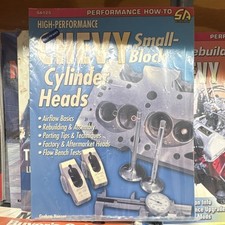 PERFORMANCE HOW-TO
SA
HIGH-PERFORMANCE
CHEVY Small-
Block
Cylinder
Heads
• Airflow Basics
• Rebuilding & Assembly
• Porting Tips & Techniques
• Factory & Aftermarket Heads
• Flow Bench Tests